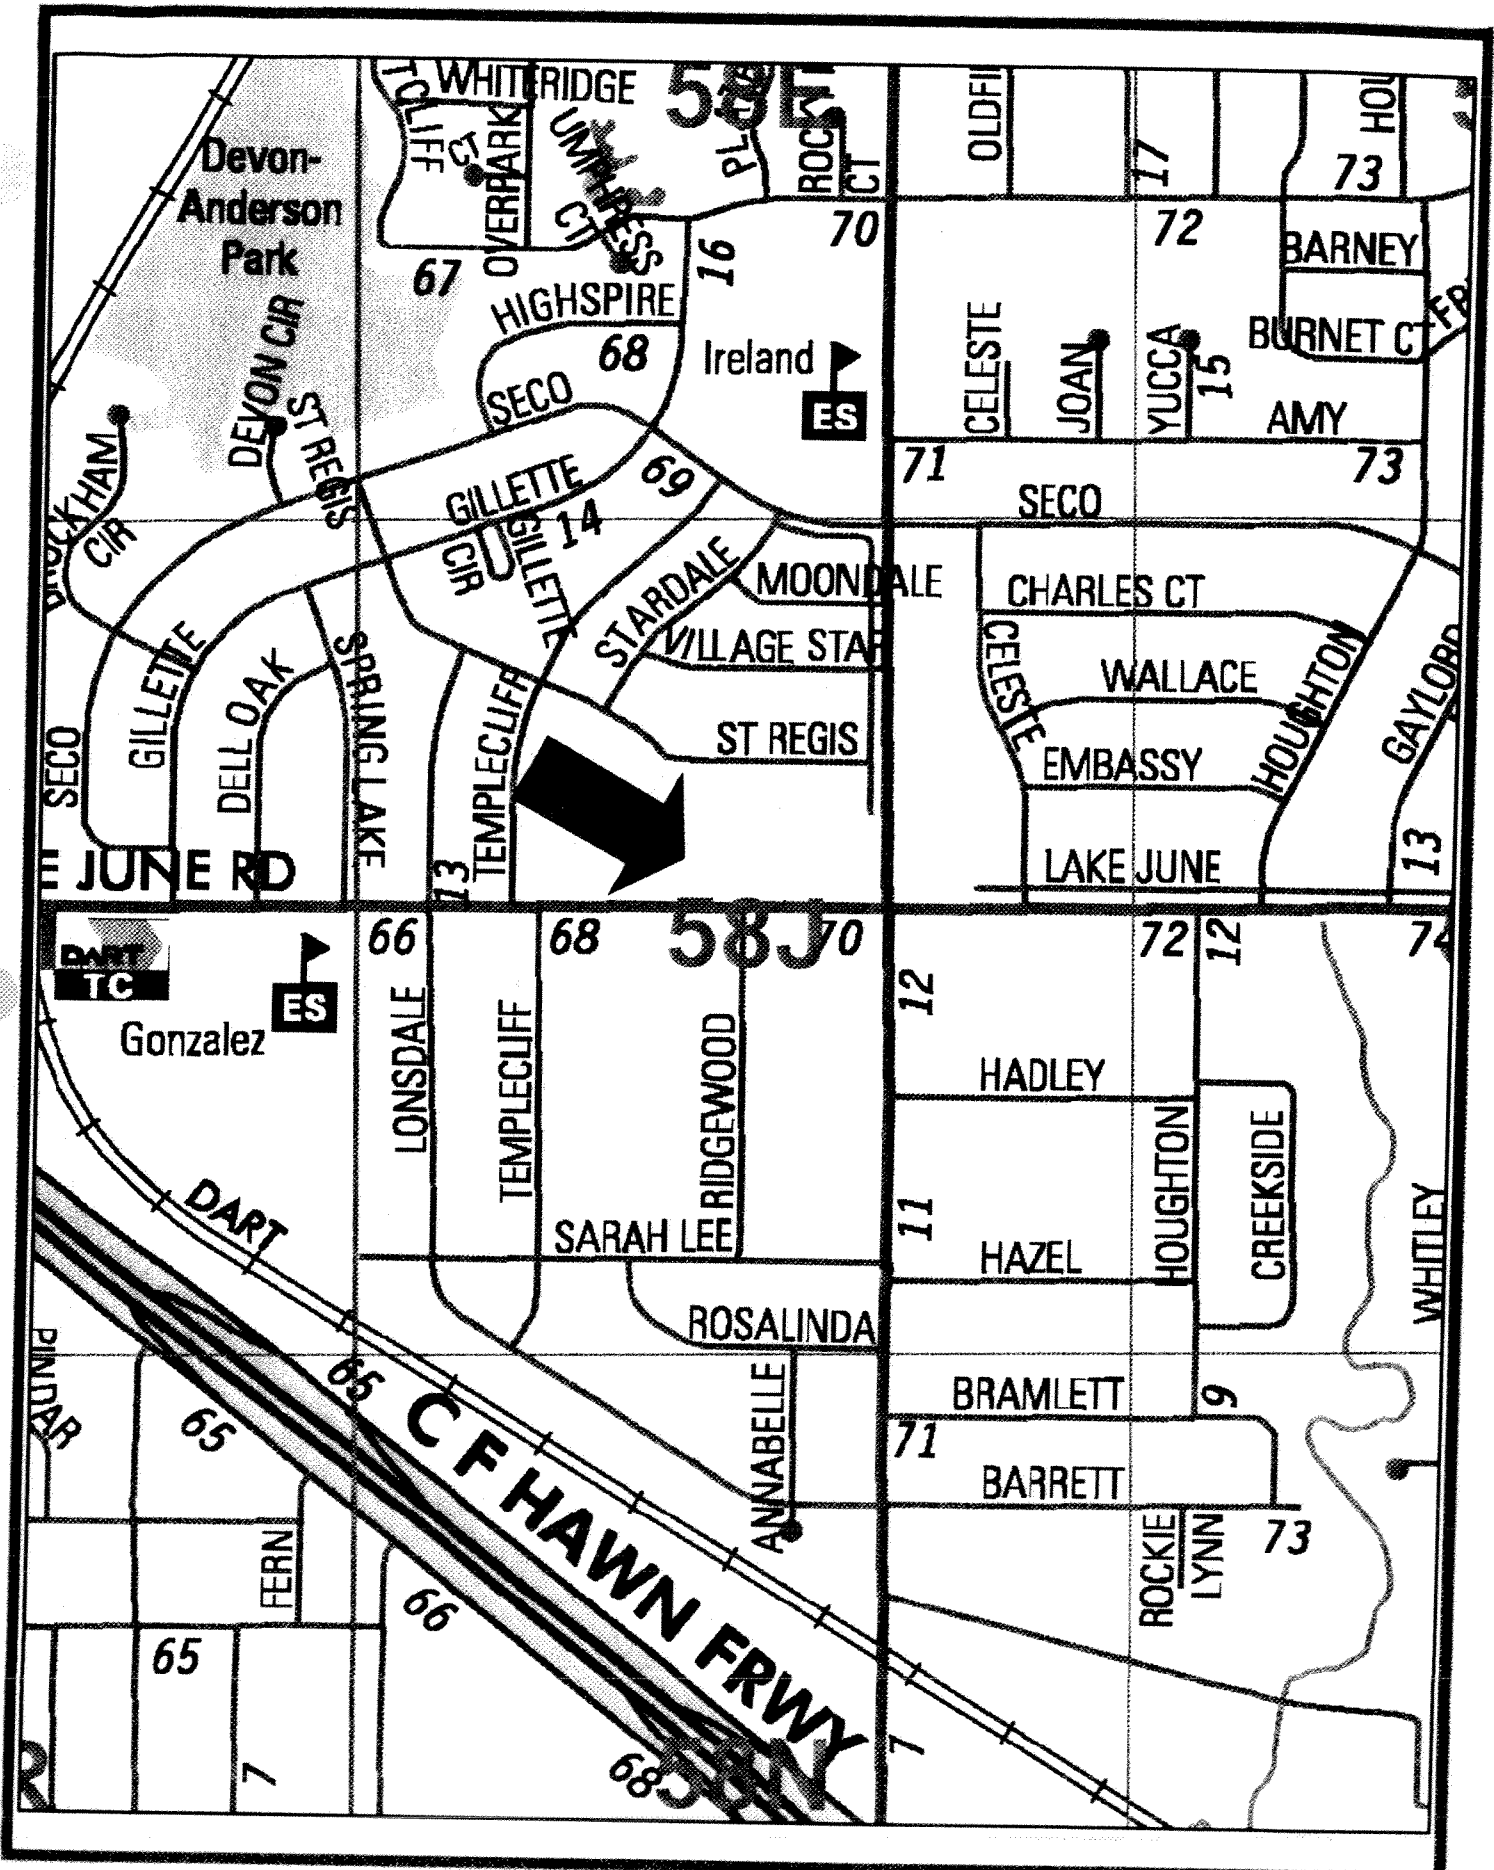 WHITERIDGE
58E
TCLIFF
CT
OVERPARK
UMPHRESS
CT
ROCK
CT
17
73
Devon-
Anderson
Park
67
16
70
72
BARNEY
HIGHSPIRE
68
Ireland
ES
CELESTE
JOAN
YUCCA
15
BURNET CT
DEVON CIR
ST REGIS
SECO
AMY
69
71
73
CIR
GILLETTE
14
SECO
CIR
GILLETTE
STARDALE
MOONDALE
CHARLES CT
VILLAGE STAR
CELESTE
WALLACE
HOUGHTON
GAYLORD
SECO
GILLETTE
DELL OAK
SPRING LAKE
TEMPLECLIFF
ST REGIS
EMBASSY
13
LAKE JUNE
13
E JUNE RD
66
68
58J
70
72
12
DART
TC
ES
Gonzalez
12
LONSDALE
TEMPLECLIFF
RIDGEWOOD
HADLEY
HOUGHTON
CREEKSIDE
DART
SARAH LEE
11
HAZEL
WHITLEY
ROSALINDA
PINDAR
65
65
C F HAWN FRWY
ANNABELLE
BRAMLETT
9
71
BARRETT
73
FERN
66
ROCKIE
LYNN
65
7
68
58N
7
R